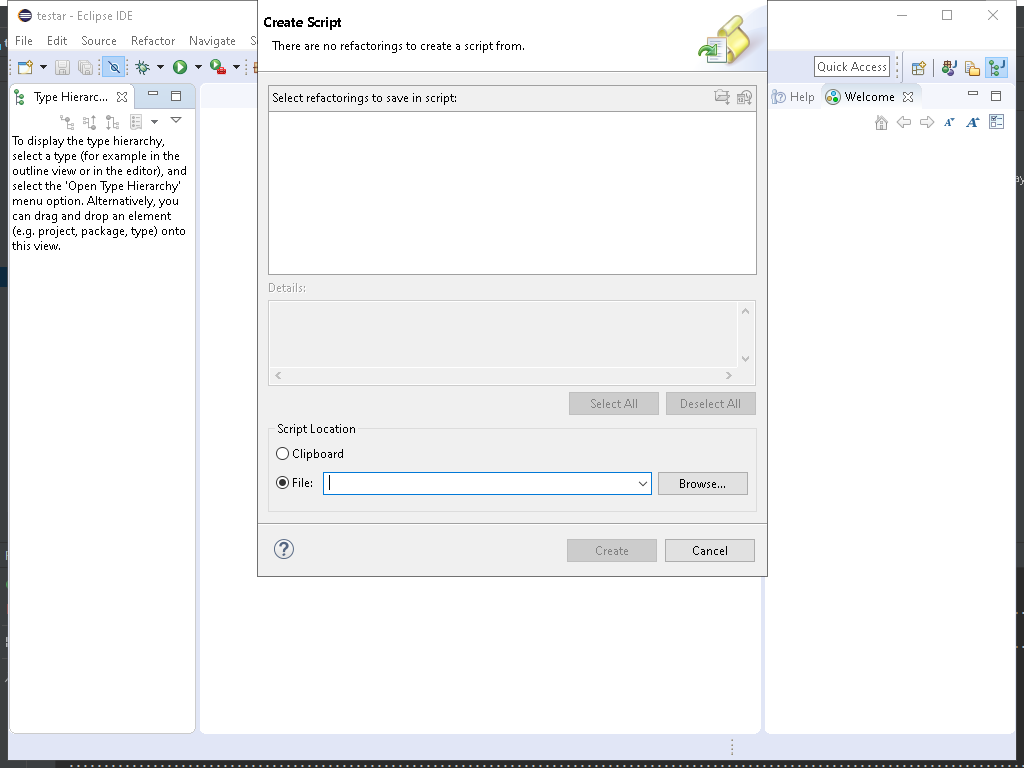 testar - Eclipse IDE
File Edit Source Refactor Navigate
Create Script
There are no refactorings to create a script from.
Quick Access
Type Hierarc...
Help
Welcome
To display the type hierarchy,
select a type (for example in the
outline view or in the editor), and
select the 'Open Type Hierarchy'
menu option. Alternatively, you
can drag and drop an element
(e.g. project, package, type) onto
this view.
Select refactorings to save in script:
Details:
Select All
Deselect All
Script Location
Clipboard
File:
Browse...
Create
Cancel